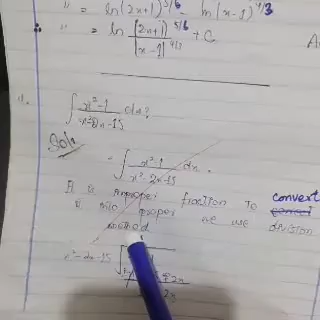 " = ln(2x+1)^5/6 - ln(x-1)^4/3
" = ln |2x+1|^5/6 / |x-1|^4/3 + C
∫ x²-1 / x²-2x-15 dx?
Sol:
= ∫ x²-1 / x²-2x-15 dx.
It is improper fraction to convert
it into proper we use division
method
x²-2x-15